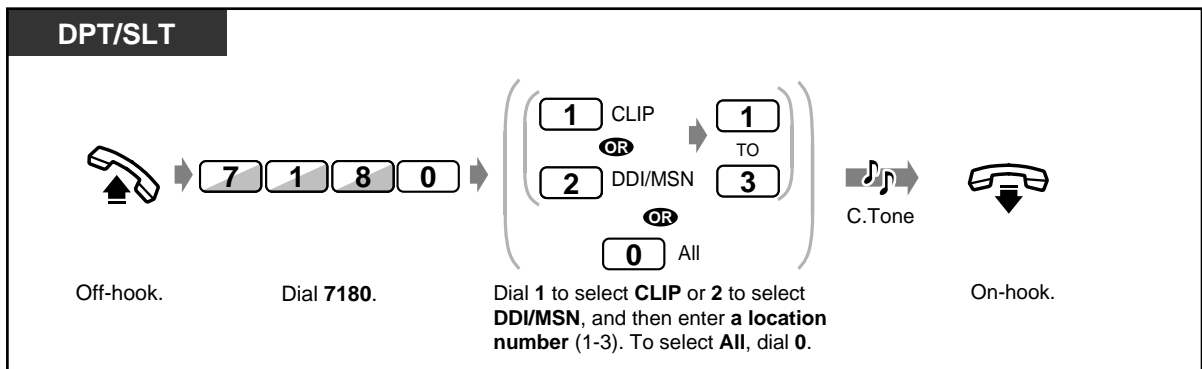 DPT/SLT
1 CLIP 1
OR TO
2 DDI/MSN 3
7 1 8 0
OR
C.Tone
0 All
Off-hook.
Dial 7180.
Dial 1 to select CLIP or 2 to select
DDI/MSN, and then enter a location
number (1-3). To select All, dial 0.
On-hook.